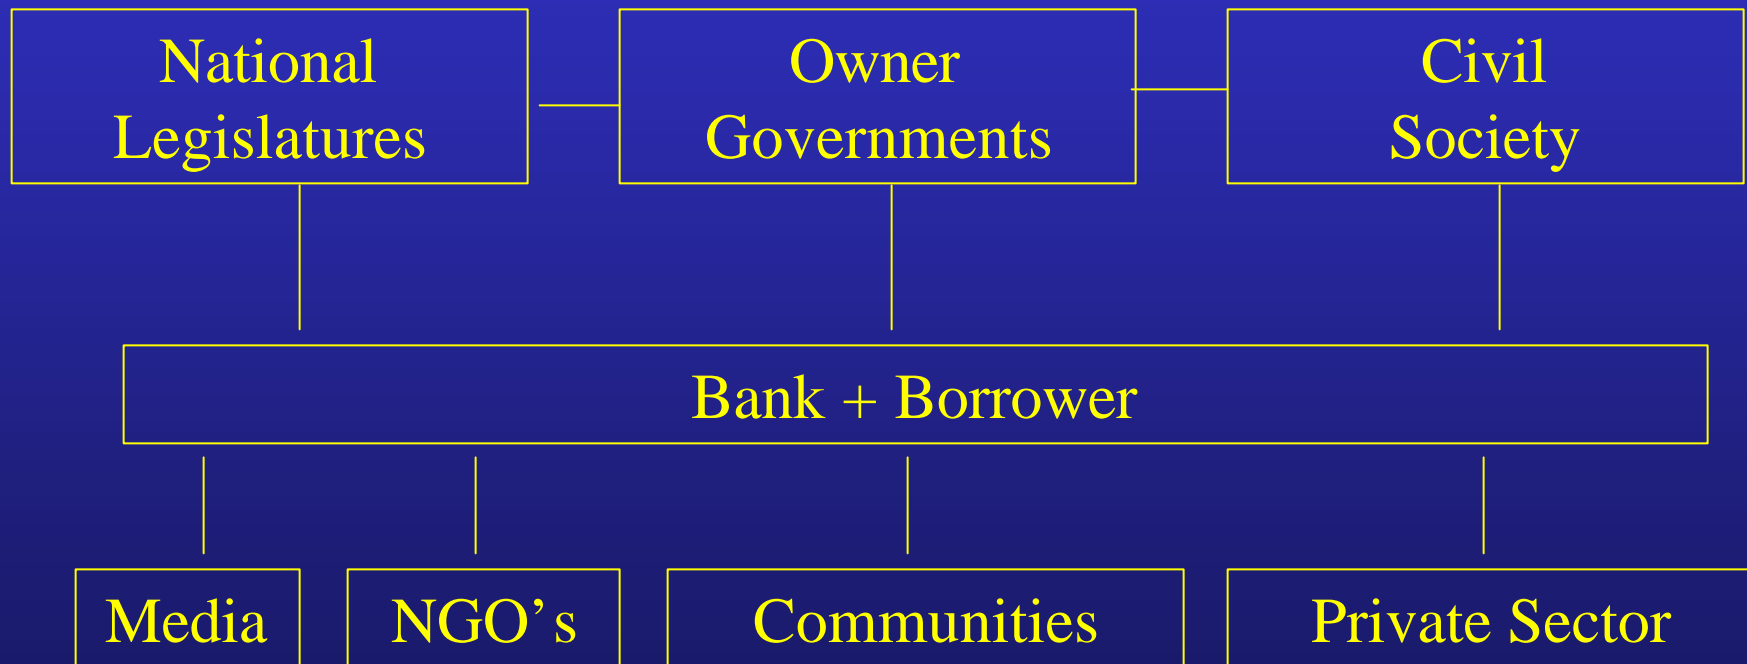 National
Legislatures
Owner
Governments
Civil
Society
Bank + Borrower
Media
NGO’s
Communities
Private Sector